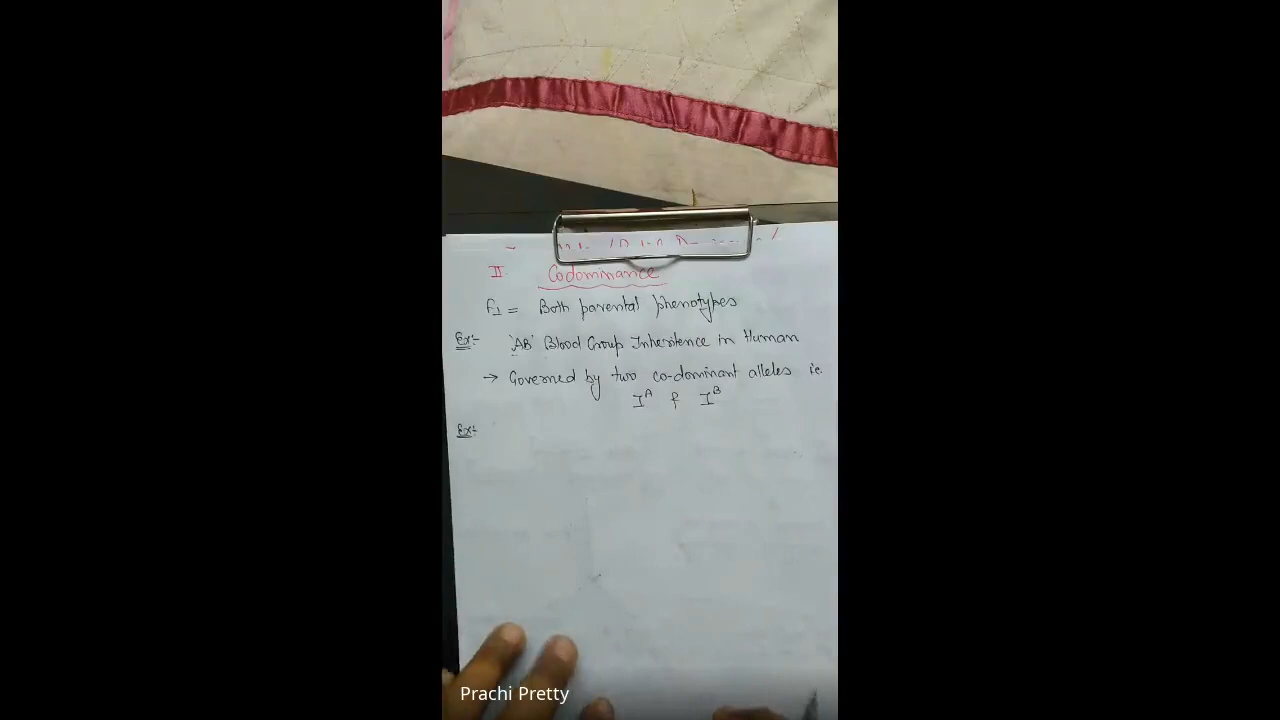 II. Codominance
F1 = Both parental phenotypes
Ex:- 'AB' Blood Group Inheritence in Human
→ Governed by two co-dominant alleles i.e.
I^A & I^B
Ex:-
Prachi Pretty